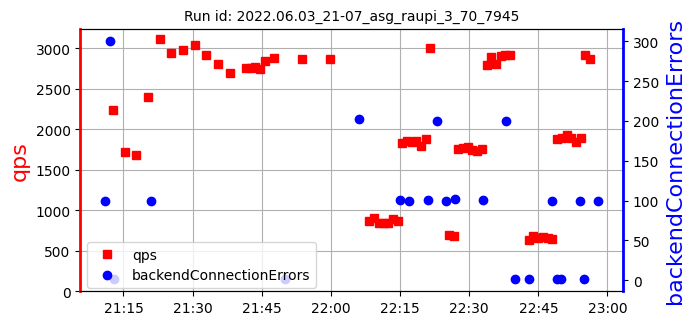 Run id: 2022.06.03_21-07_asg_raupi_3_70_7945
3000
2500
2000
1500
1000
500
0
qps
300
250
200
150
100
50
0
backendConnectionErrors
qps
backendConnectionErrors
21:15 21:30 21:45 22:00 22:15 22:30 22:45 23:00